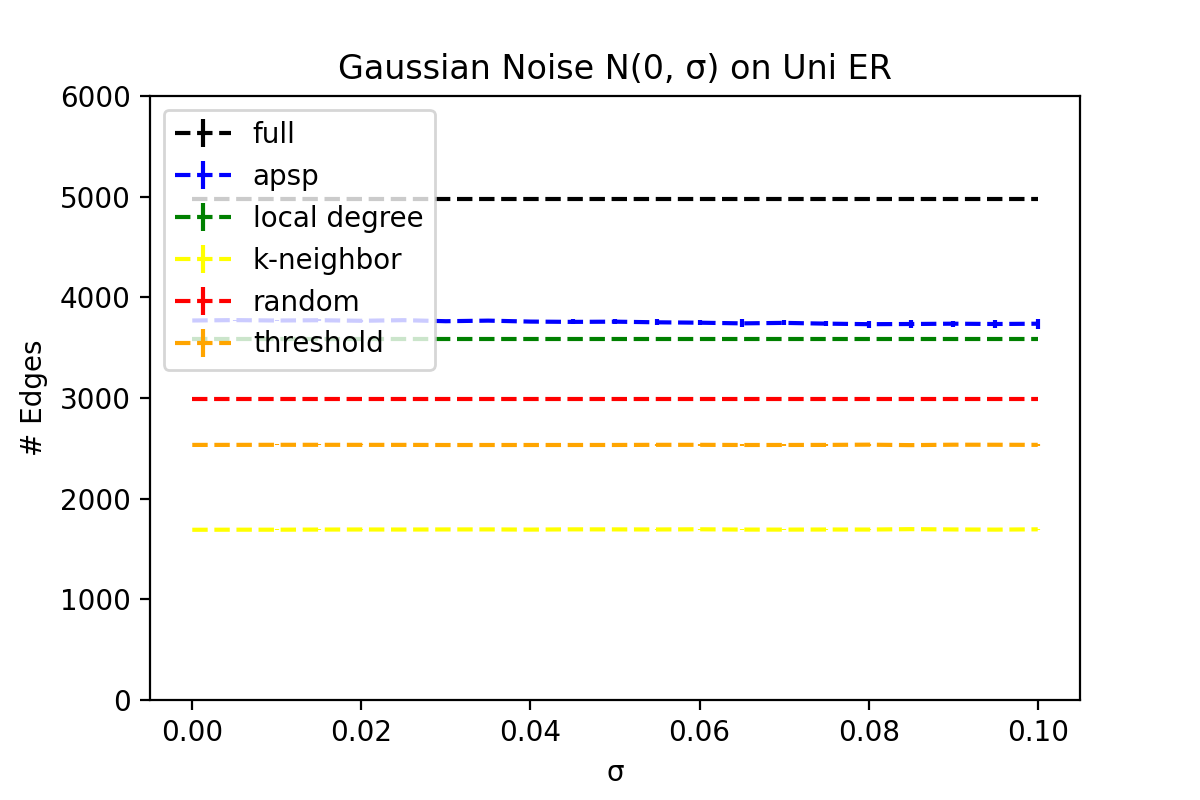 Gaussian Noise N(0, σ) on Uni ER
6000
5000
4000
3000
2000
1000
0
# Edges
full
apsp
local degree
k-neighbor
random
threshold
0.00 0.02 0.04 0.06 0.08 0.10
σ